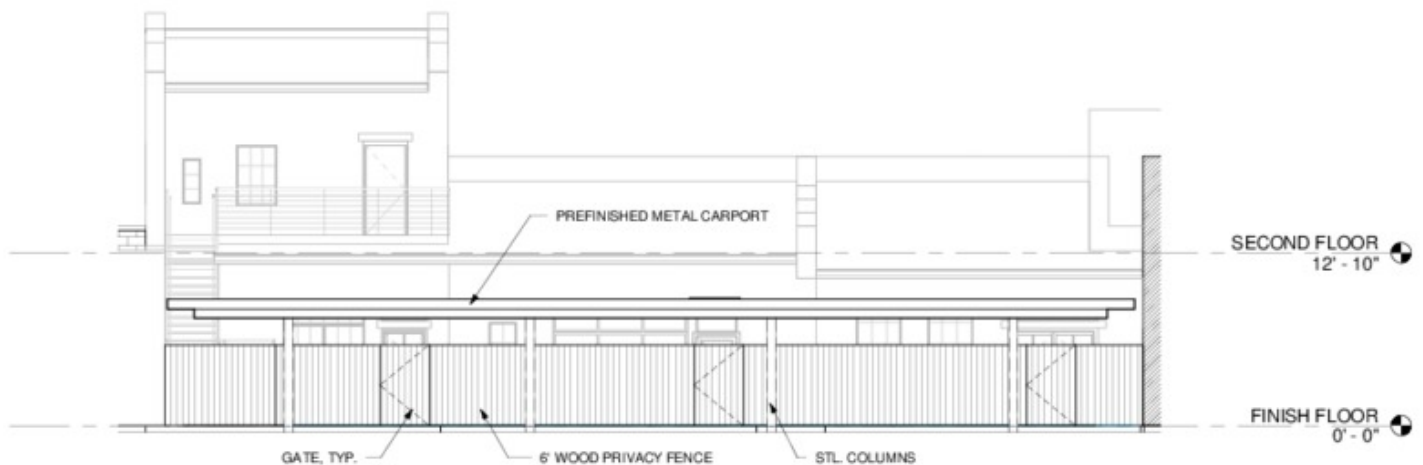 PREFINISHED METAL CARPORT
SECOND FLOOR
12' - 10"
FINISH FLOOR
0' - 0"
GATE, TYP.
6' WOOD PRIVACY FENCE
STL. COLUMNS